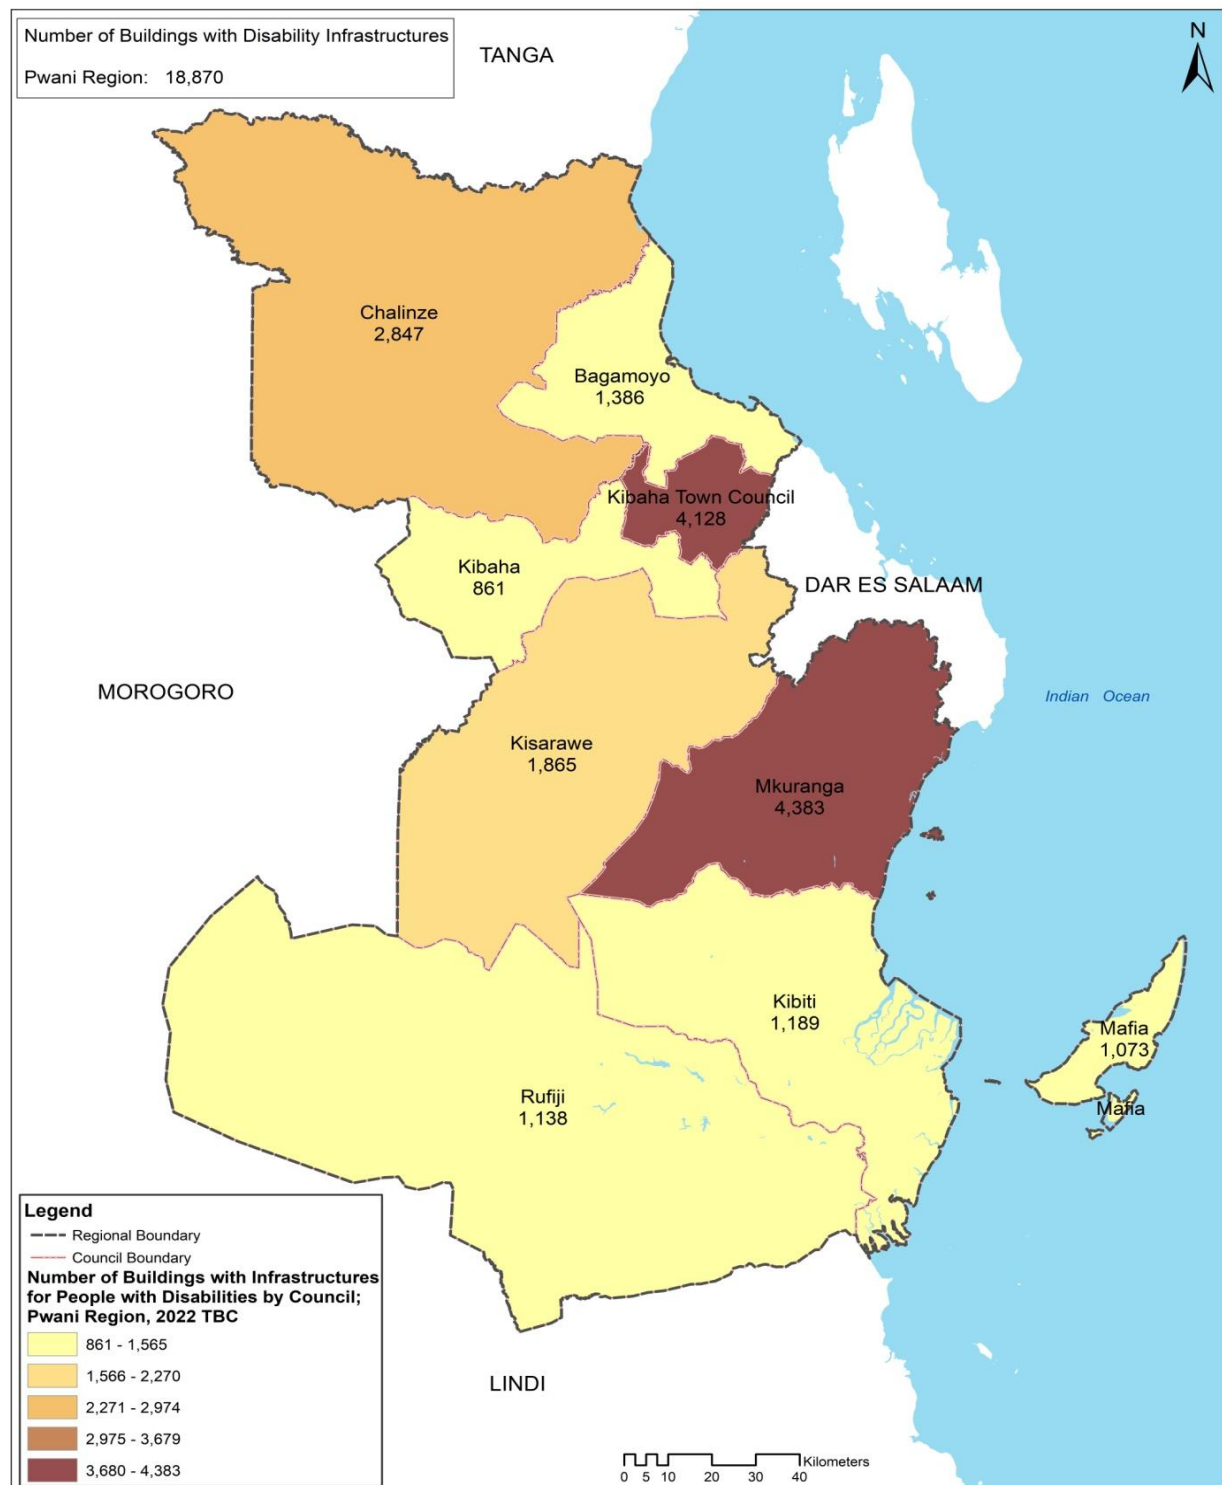 Number of Buildings with Disability Infrastructures
Pwani Region: 18,870
TANGA
N
Chalinze
2,847
Bagamoyo
1,386
Kibaha Town Council
4,128
Kibaha
861
DAR ES SALAAM
MOROGORO
Indian Ocean
Kisarawe
1,865
Mkuranga
4,383
Kibiti
1,189
Mafia
1,073
Mafia
Rufiji
1,138
LINDI
Legend
Regional Boundary
Council Boundary
Number of Buildings with Infrastructures
for People with Disabilities by Council;
Pwani Region, 2022 TBC
861 - 1,565
1,566 - 2,270
2,271 - 2,974
2,975 - 3,679
3,680 - 4,383
Kilometers
0 5 10 20 30 40